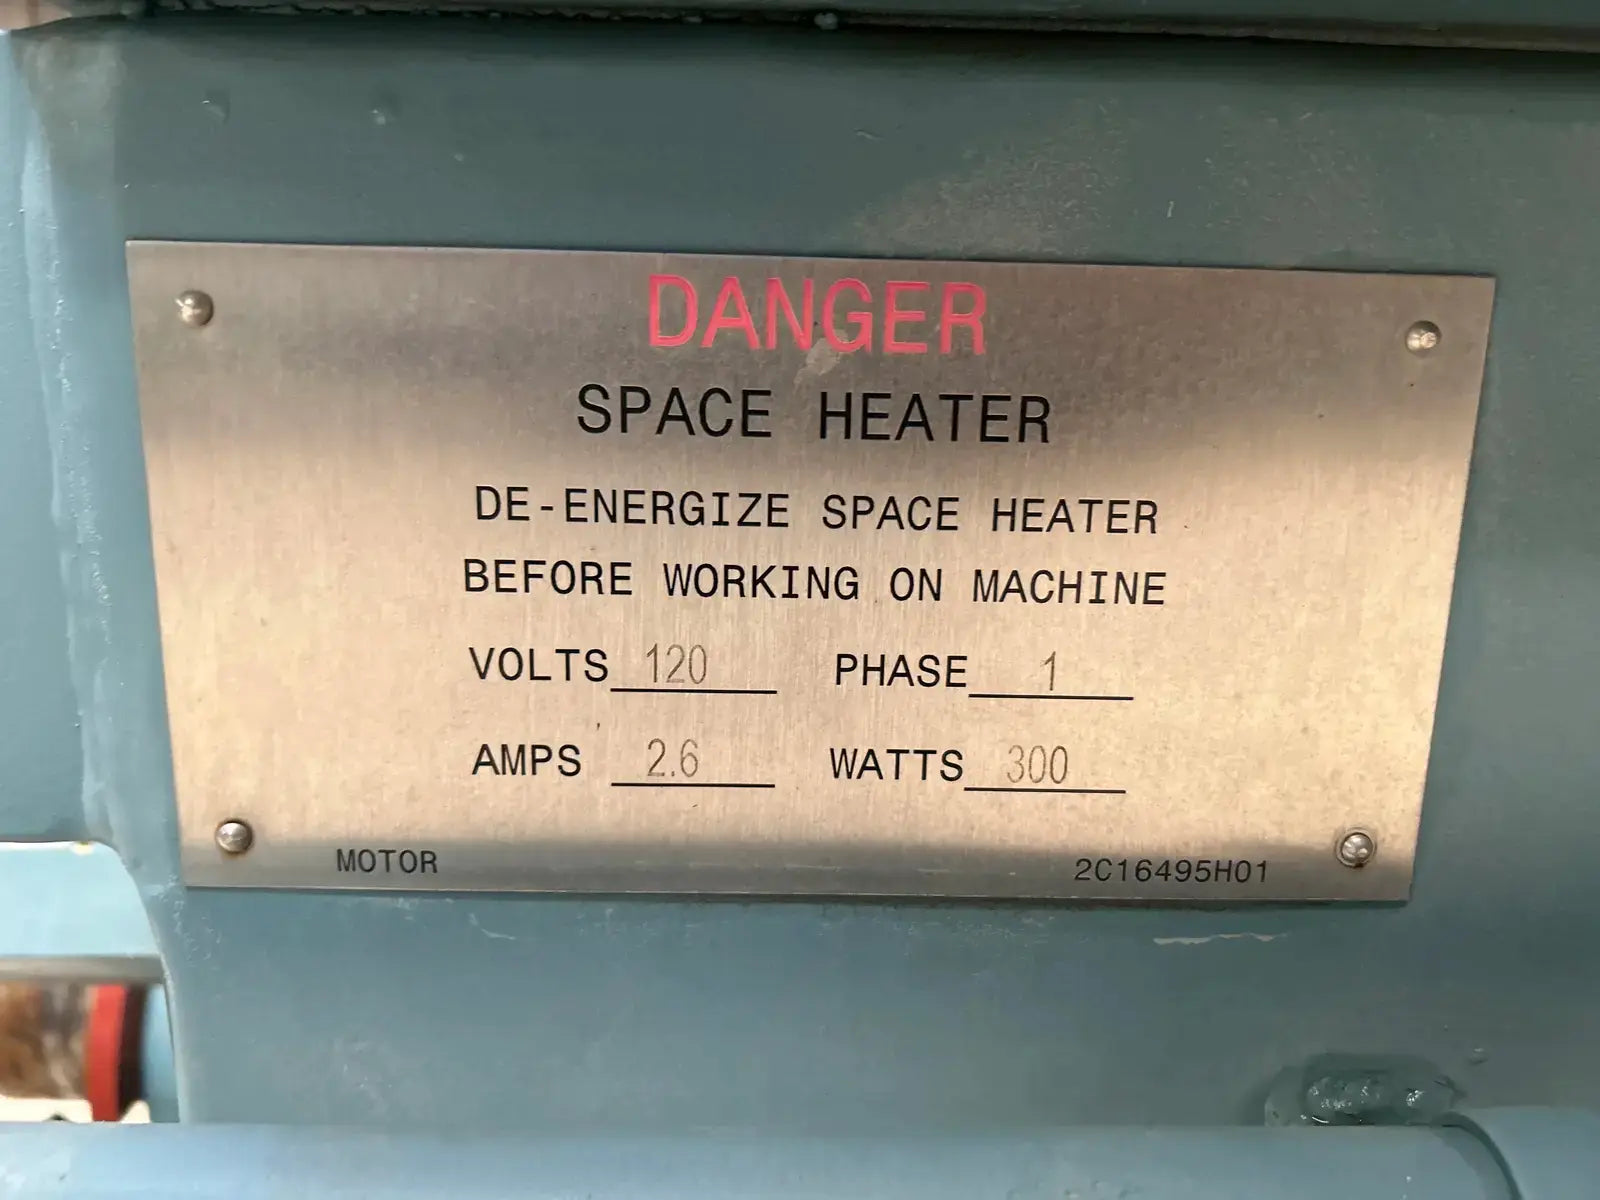 DANGER
SPACE HEATER
DE-ENERGIZE SPACE HEATER
BEFORE WORKING ON MACHINE
VOLTS 120 PHASE 1
AMPS 2.6 WATTS 300
MOTOR 2C16495H01